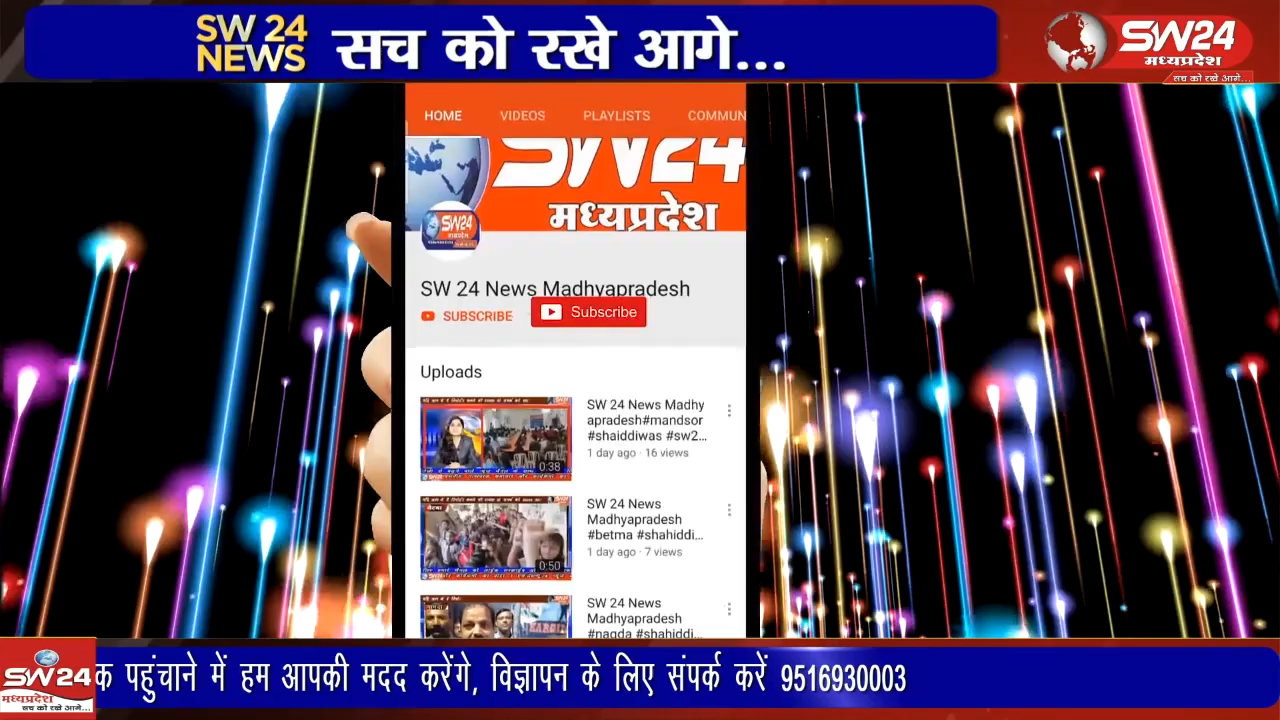 SW 24
NEWS
सच को रखे आगे...
SW24
मध्यप्रदेश
सच को रखे आगे...
HOME VIDEOS PLAYLISTS COMMUN
SW24
मध्यप्रदेश
SW24
SW 24 News Madhyapradesh
SUBSCRIBE
Subscribe
Uploads
SW 24 News Madhy
apradesh#mandsor
#shaiddiwas #sw2...
1 day ago · 16 views
0:38
SW 24 News
Madhyapradesh
#betma #shahiddi...
1 day ago · 7 views
0:50
SW 24 News
Madhyapradesh
#nagda #shahiddi...
SW24
मध्यप्रदेश
सच को रखे आगे...
क पहुंचाने में हम आपकी मदद करेंगे, विज्ञापन के लिए संपर्क करें 9516930003